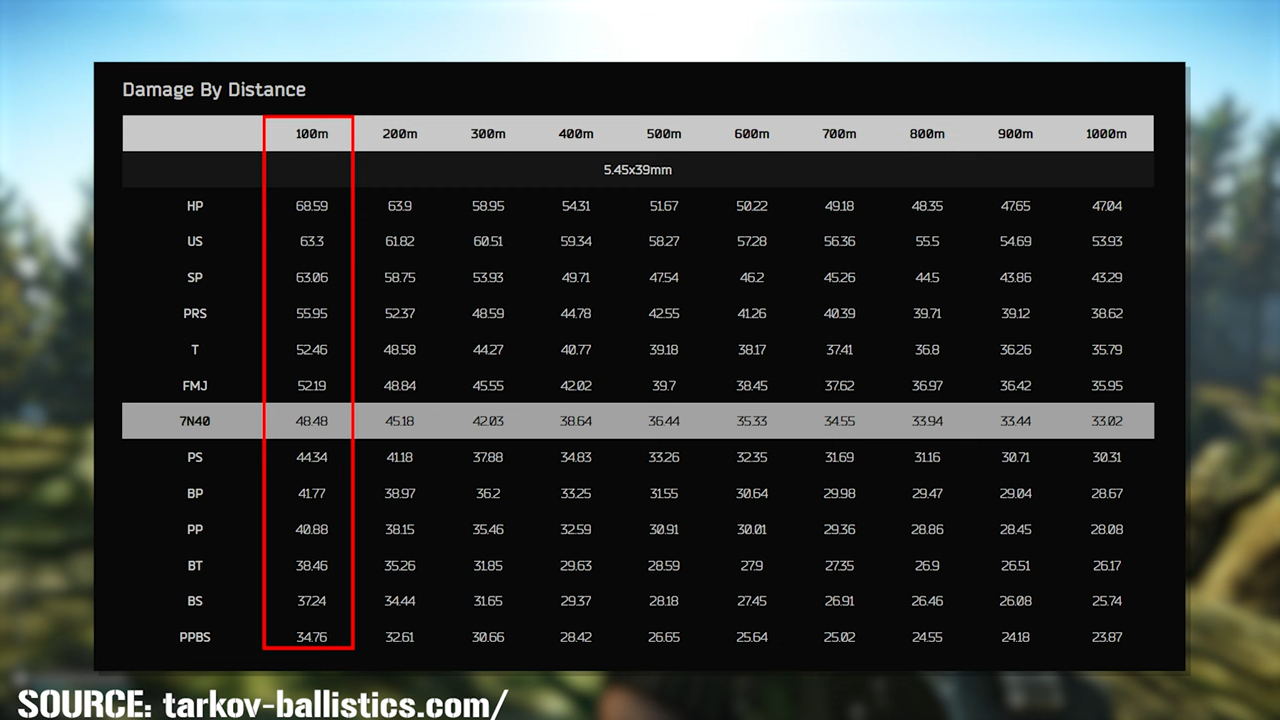 Damage By Distance
100m 200m 300m 400m 500m 600m 700m 800m 900m 1000m
5.45x39mm
HP 68.59 63.9 58.95 54.31 51.67 50.22 49.18 48.35 47.65 47.04
US 63.3 61.82 60.51 59.34 58.27 57.28 56.36 55.5 54.69 53.93
SP 63.06 58.75 53.93 49.71 47.54 46.2 45.26 44.5 43.86 43.29
PRS 55.95 52.37 48.59 44.78 42.55 41.26 40.39 39.71 39.12 38.62
T 52.46 48.58 44.27 40.77 39.18 38.17 37.41 36.8 36.26 35.79
FMJ 52.19 48.84 45.55 42.02 39.7 38.45 37.62 36.97 36.42 35.95
7N40 48.48 45.18 42.03 38.64 36.44 35.33 34.55 33.94 33.44 33.02
PS 44.34 41.18 37.88 34.83 33.26 32.35 31.69 31.16 30.71 30.31
BP 41.77 38.97 36.2 33.25 31.55 30.64 29.98 29.47 29.04 28.67
PP 40.88 38.15 35.46 32.59 30.91 30.01 29.36 28.86 28.45 28.08
BT 38.46 35.26 31.85 29.63 28.59 27.9 27.35 26.9 26.51 26.17
BS 37.24 34.44 31.65 29.37 28.18 27.45 26.91 26.46 26.08 25.74
PPBS 34.76 32.61 30.66 28.42 26.65 25.64 25.02 24.55 24.18 23.87
SOURCE: tarkov-ballistics.com/